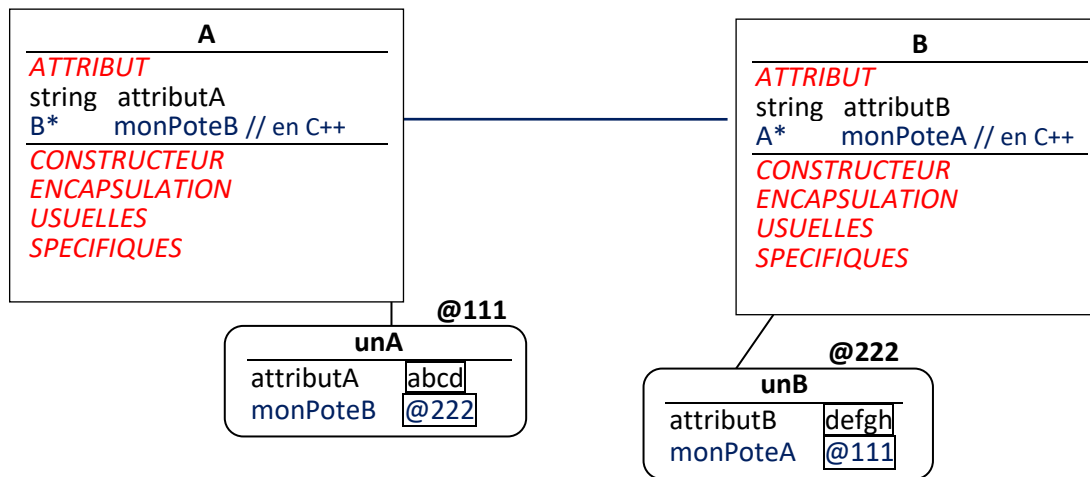 A
ATTRIBUT
string attributA
B* monPoteB // en C++
CONSTRUCTEUR
ENCAPSULATION
USUELLES
SPECIFIQUES
B
ATTRIBUT
string attributB
A* monPoteA // en C++
CONSTRUCTEUR
ENCAPSULATION
USUELLES
SPECIFIQUES
@111
unA
attributA abcd
monPoteB @222
@222
unB
attributB defgh
monPoteA @111